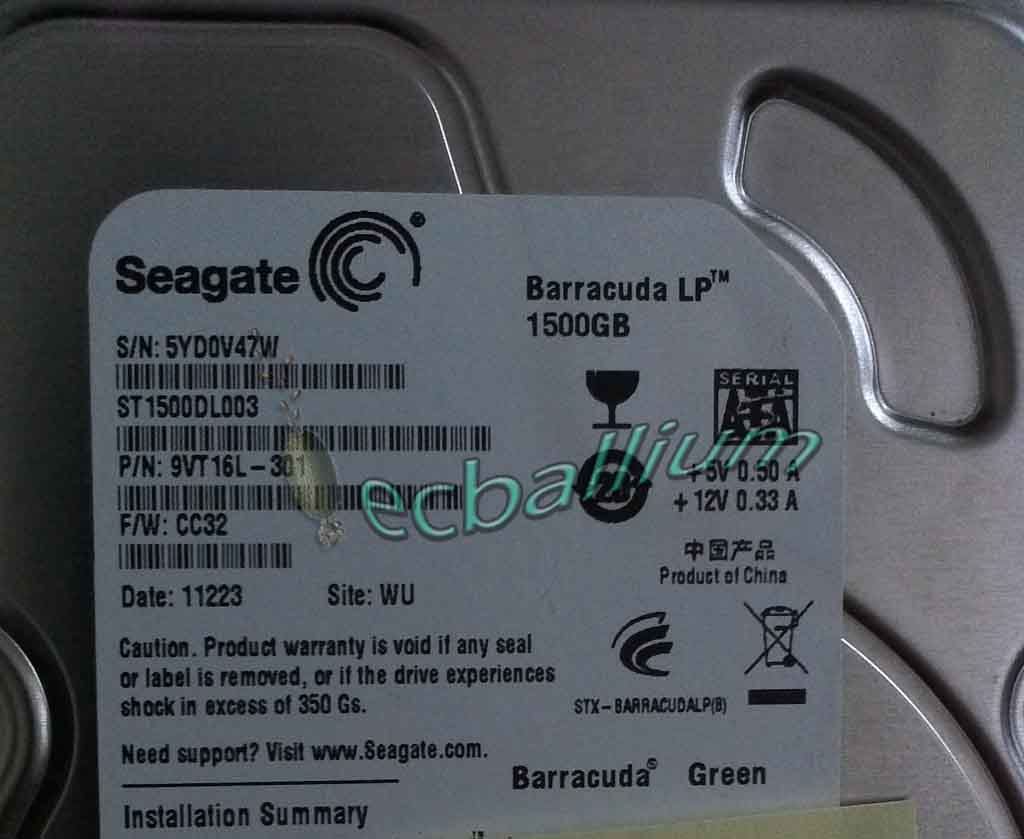 Seagate
Barracuda LP™
1500GB
S/N: 5YD0V47W
ST1500DL003
P/N: 9VT16L-301
F/W: CC32
Date: 11223 Site: WU
SERIAL
ATA
+5V 0.50 A
+12V 0.33 A
中国产品
Product of China
ecballium
Caution. Product warranty is void if any seal
or label is removed, or if the drive experiences
shock in excess of 350 Gs.
STX-BARRACUDALP(B)
Need support? Visit www.Seagate.com.
Barracuda® Green
Installation Summary